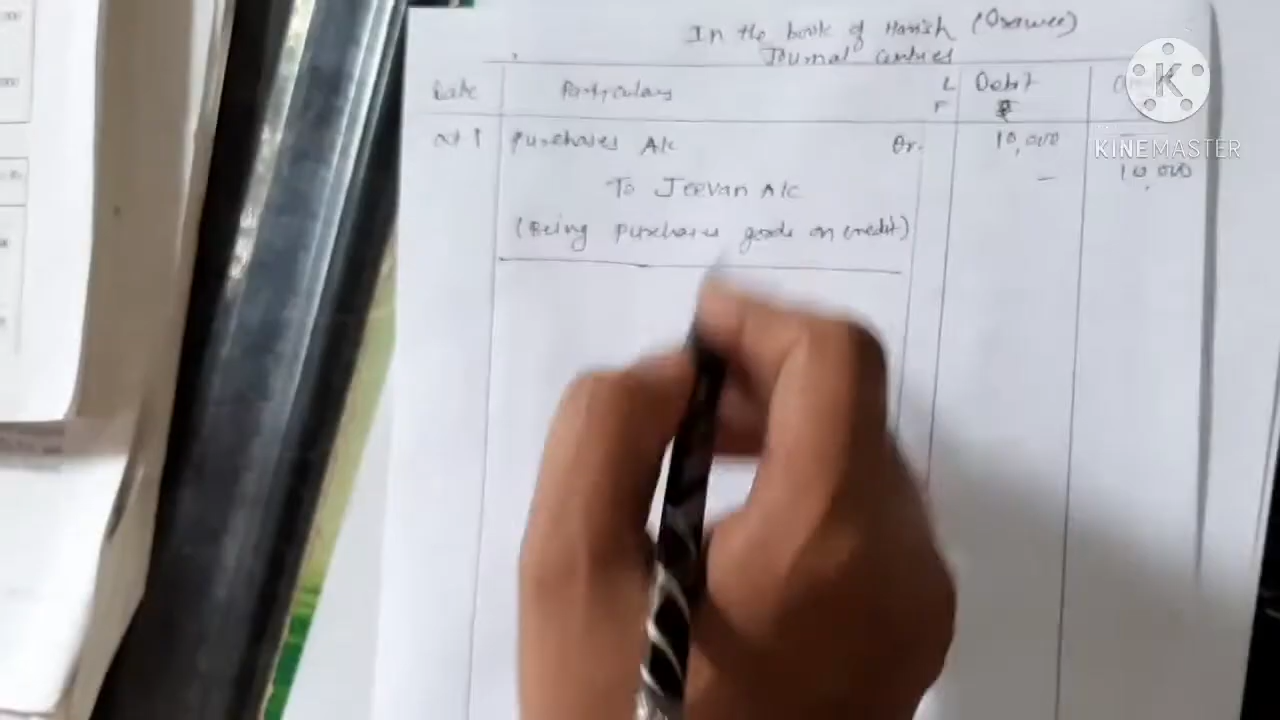 In the book of Harish (Drawee)
Journal entries
Date Particulars L F Debit ₹
Oct 1 Purchases A/c Dr. 10,000
To Jeevan A/c — 10,000
(Being purchases goods on credit)
K
KINEMASTER